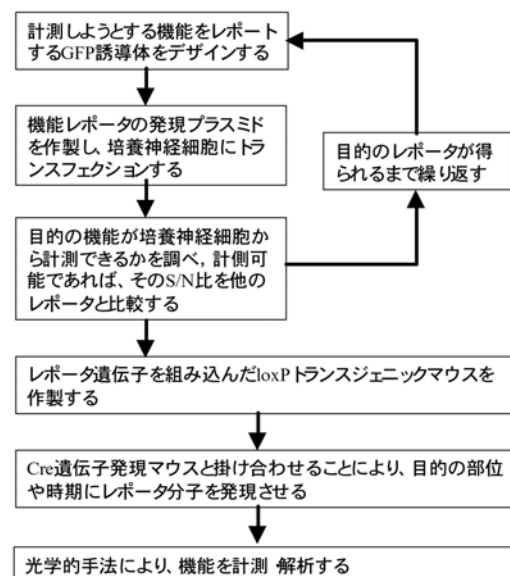 計測しようとする機能をレポート
するGFP誘導体をデザインする
機能レポータの発現プラスミド
を作製し、培養神経細胞にトラ
ンスフェクションする
目的のレポータが得
られるまで繰り返す
目的の機能が培養神経細胞か
ら計測できるかを調べ，計側可
能であれば、そのS/N比を他の
レポータと比較する
レポータ遺伝子を組み込んだloxPトランスジェニックマウスを
作製する
Cre遺伝子発現マウスと掛け合わせることにより、目的の部位
や時期にレポータ分子を発現させる
光学的手法により、機能を計測・解析する